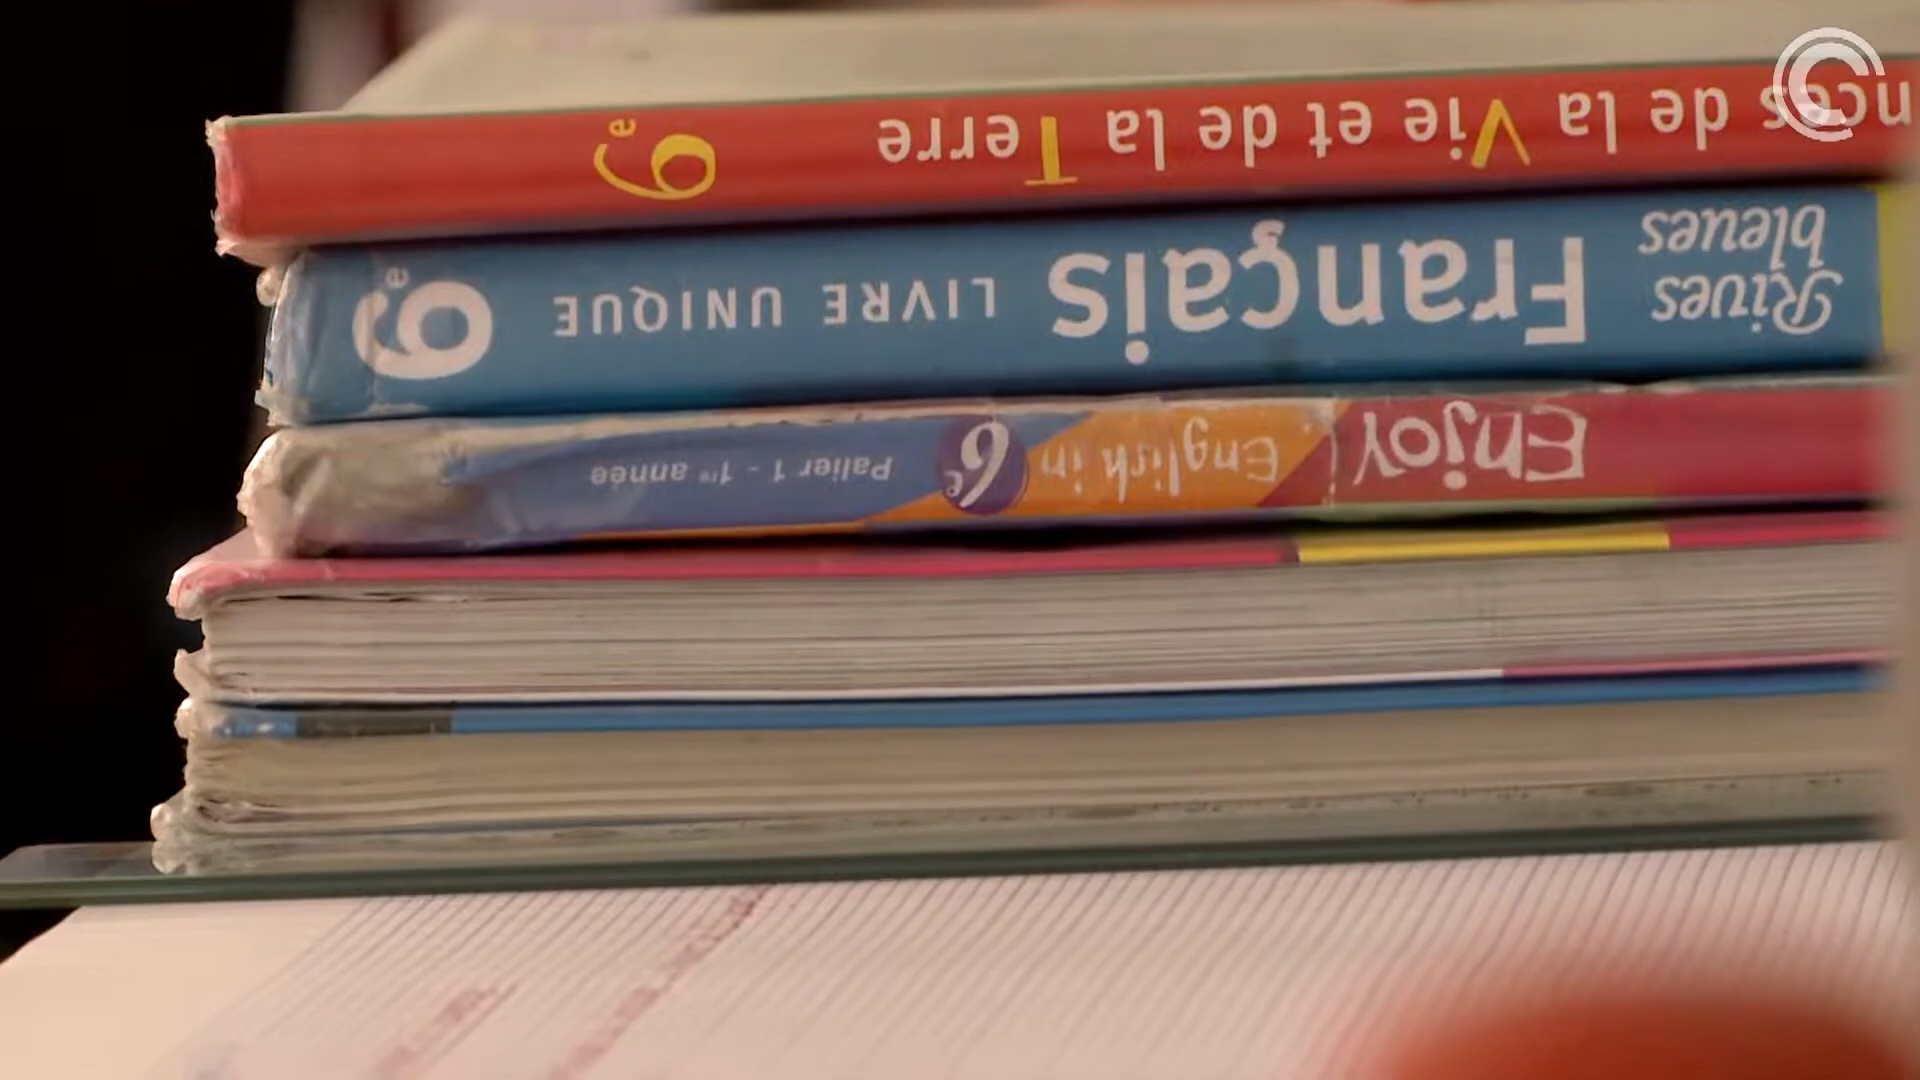 nces de la Vie et de la Terre 6e
Rives bleues Français LIVRE UNIQUE 6e
Enjoy English in 6e Palier 1 - 1re année